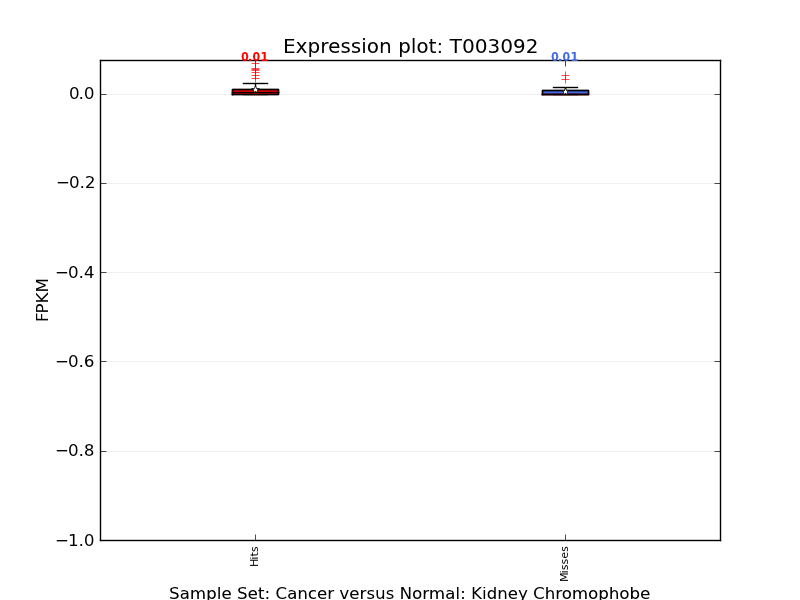 Expression plot: T003092
0.01 0.01
0.0
−0.2
−0.4
−0.6
−0.8
−1.0
FPKM
Hits Misses
Sample Set: Cancer versus Normal: Kidney Chromophobe